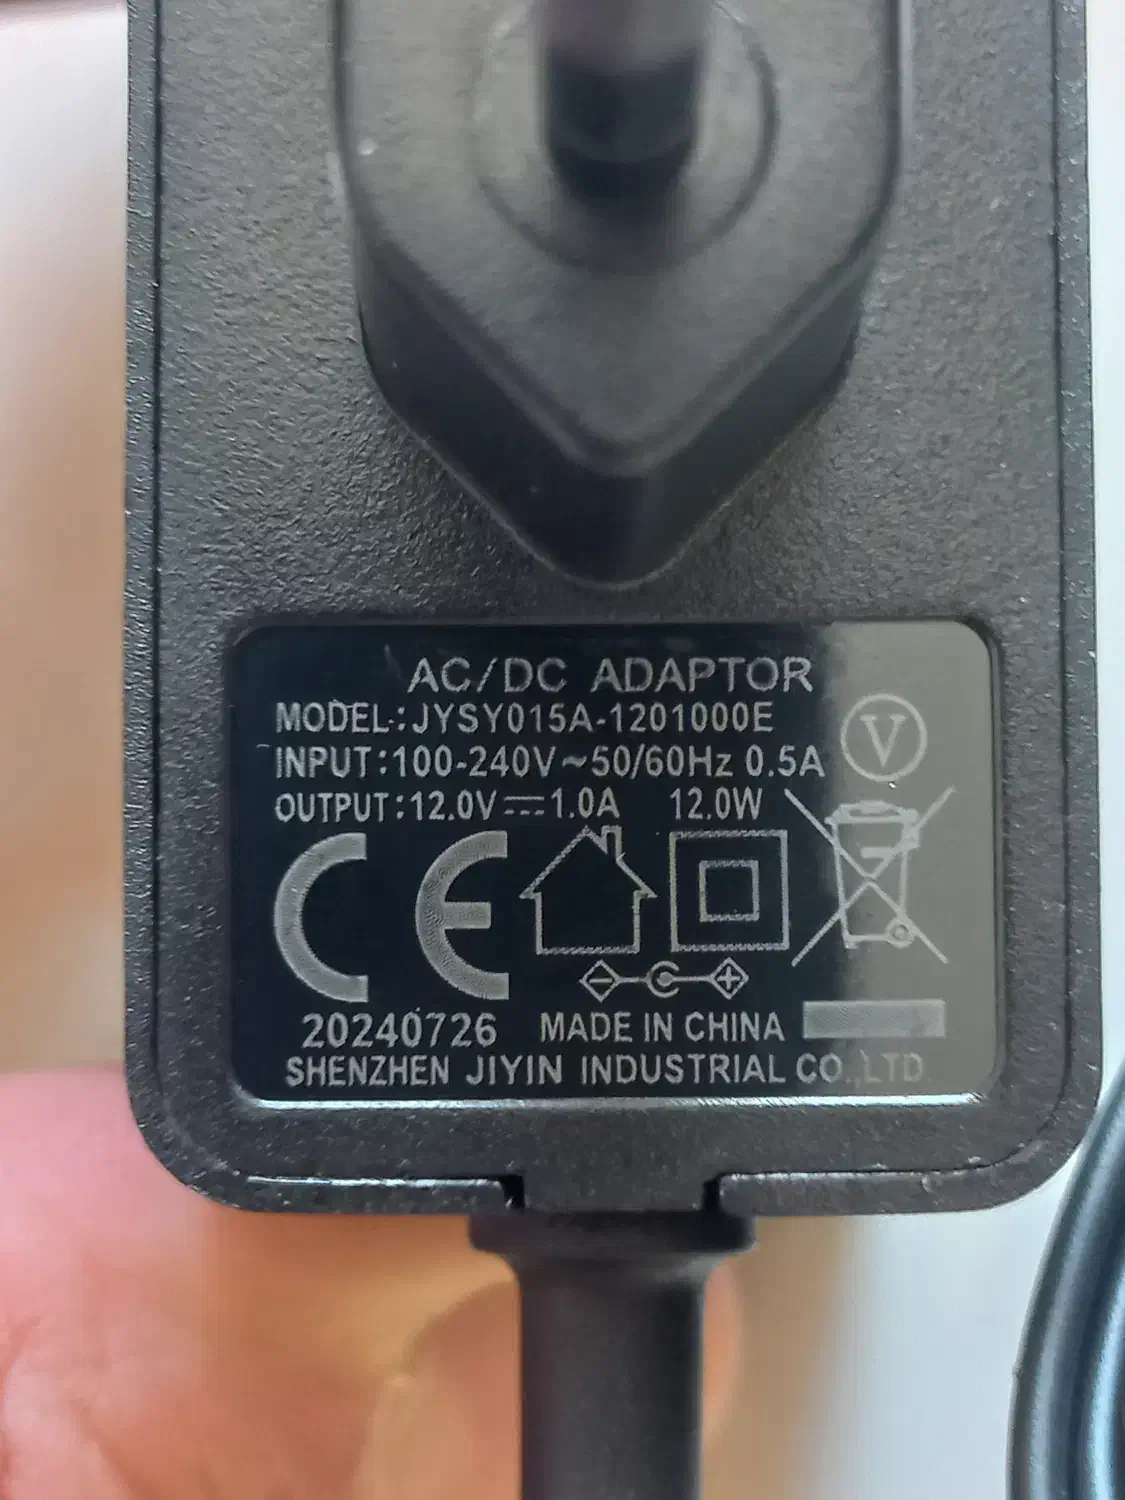 AC/DC ADAPTOR
MODEL:JYSY015A-1201000E
INPUT:100-240V~50/60Hz 0.5A
V
OUTPUT:12.0V⎓1.0A 12.0W
CE
20240726 MADE IN CHINA
SHENZHEN JIYIN INDUSTRIAL CO.,LTD